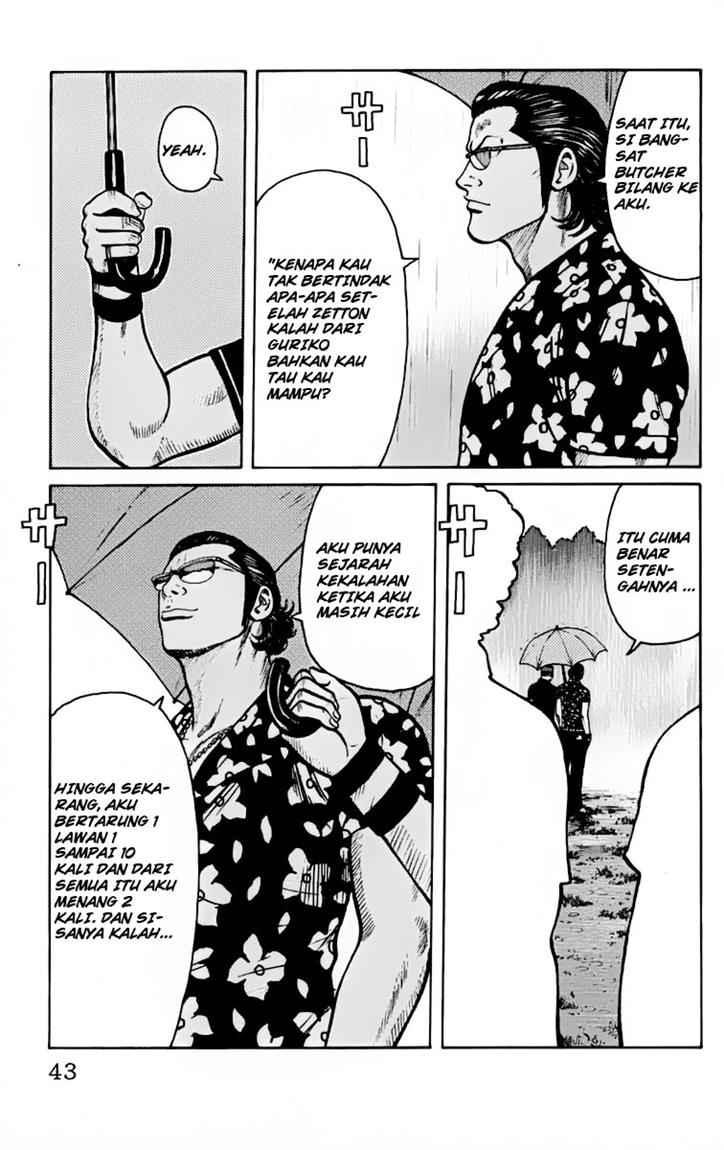 SAAT ITU,
SI BANG-
SAT
BUTCHER
BILANG KE
AKU.
"KENAPA KAU
TAK BERTINDAK
APA-APA SET-
ELAH ZETTON
KALAH DARI
GURIKO
BAHKAN KAU
TAU KAU
MAMPU?
YEAH.
ITU CUMA
BENAR
SETEN-
GAHNYA ...
AKU PUNYA
SEJARAH
KEKALAHAN
KETIKA AKU
MASIH KECIL
HINGGA SEKA-
RANG, AKU
BERTARUNG 1
LAWAN 1
SAMPAI 10
KALI DAN DARI
SEMUA ITU AKU
MENANG 2
KALI. DAN SI-
SANYA KALAH...
43